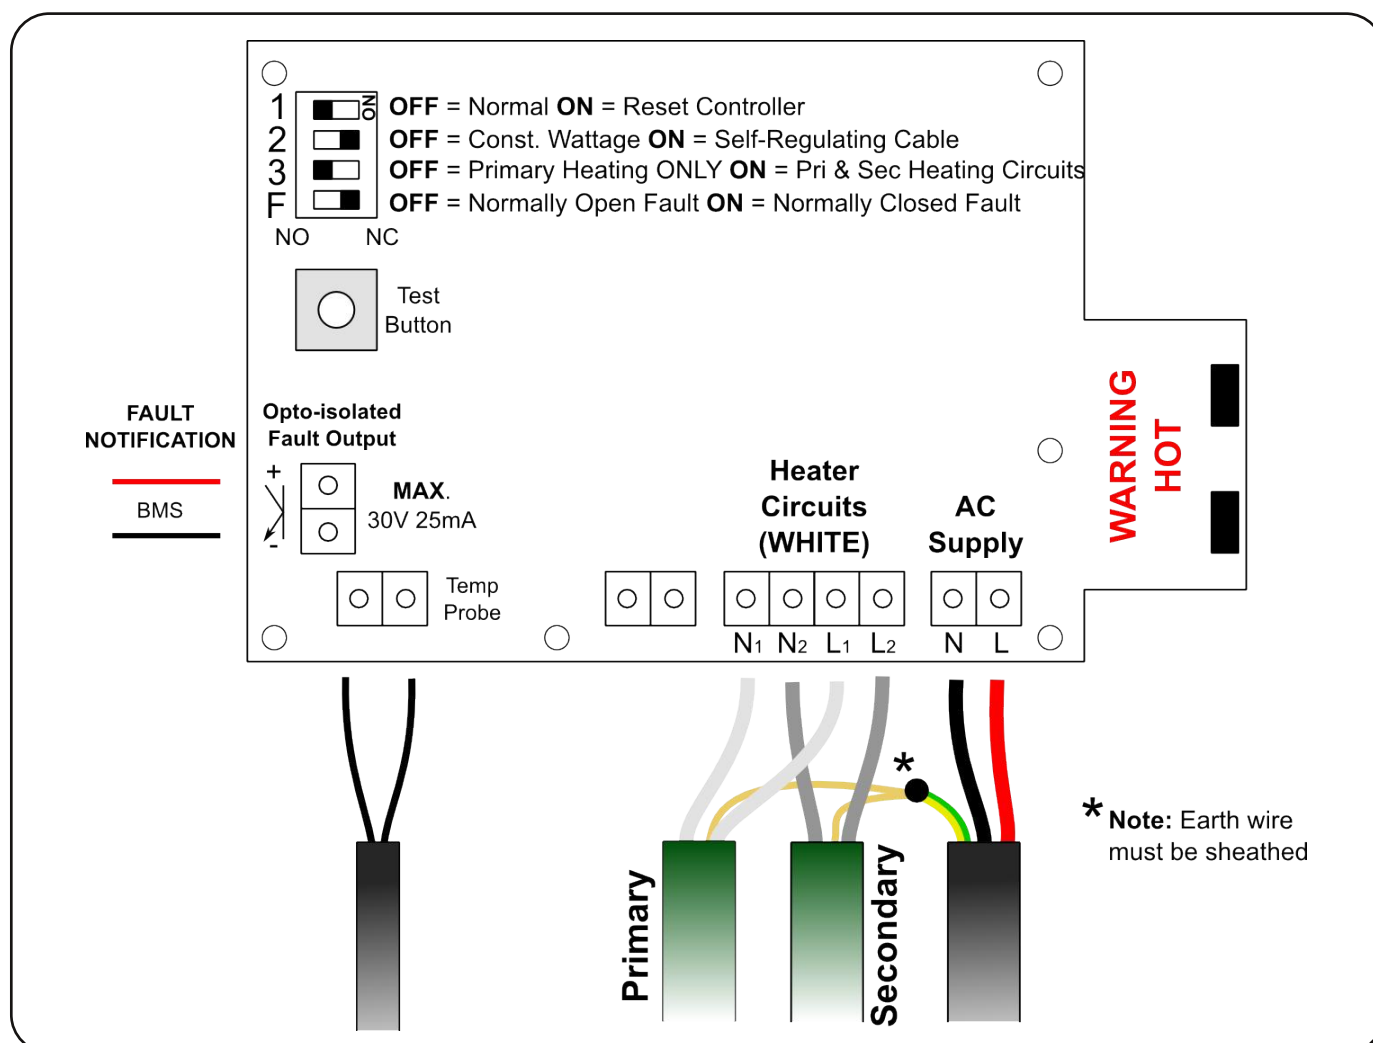 1 OFF = Normal ON = Reset Controller
ON
2 OFF = Const. Wattage ON = Self-Regulating Cable
3 OFF = Primary Heating ONLY ON = Pri & Sec Heating Circuits
F OFF = Normally Open Fault ON = Normally Closed Fault
NO NC
Test
Button
FAULT
NOTIFICATION
BMS
Opto-isolated
Fault Output
+
-
MAX.
30V 25mA
Temp
Probe
Heater
Circuits
(WHITE)
AC
Supply
WARNING
HOT
N1 N2 L1 L2 N L
*
* Note: Earth wire
must be sheathed
Primary
Secondary